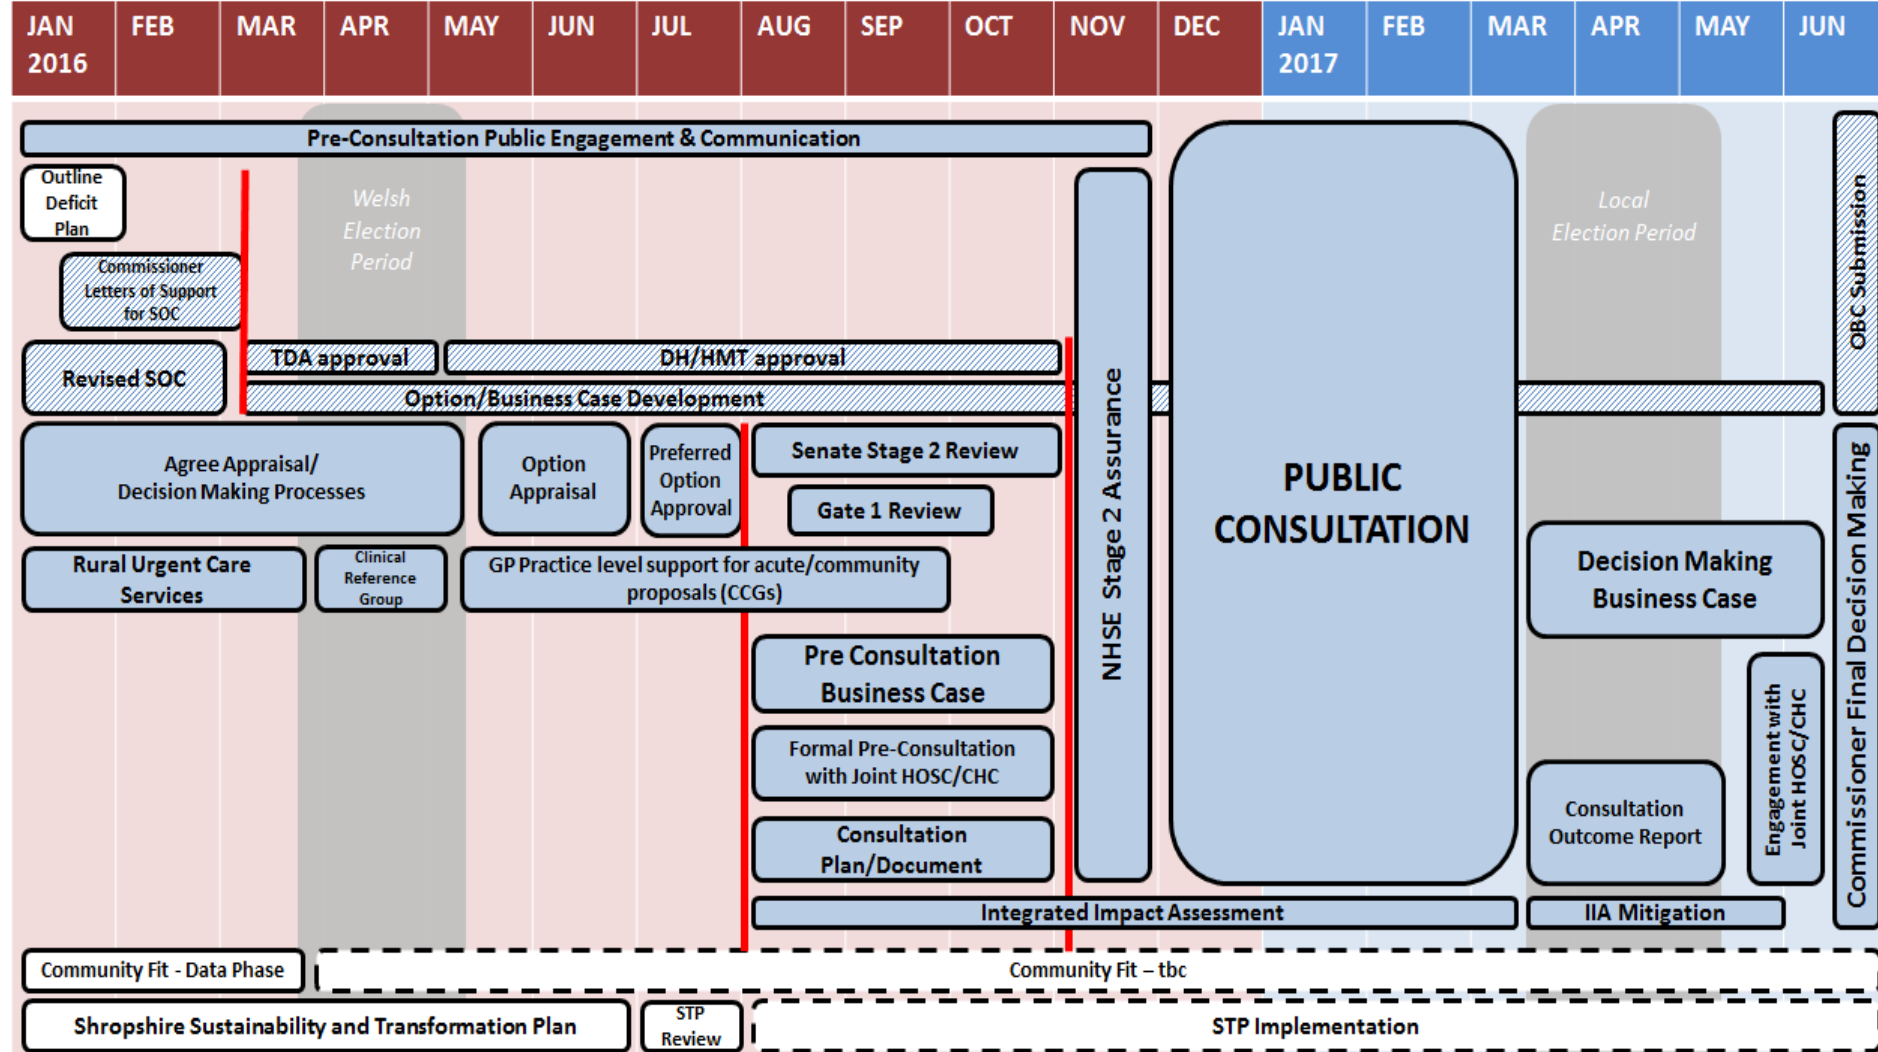 JAN
2016
FEB
MAR
APR
MAY
JUN
JUL
AUG
SEP
OCT
NOV
DEC
JAN
2017
FEB
MAR
APR
MAY
JUN
Pre-Consultation Public Engagement & Communication
Outline
Deficit
Plan
Welsh
Election
Period
Local
Election Period
OBC Submission
Commissioner
Letters of Support
for SOC
Revised SOC
TDA approval
DH/HMT approval
Option/Business Case Development
NHSE Stage 2 Assurance
PUBLIC
CONSULTATION
Agree Appraisal/
Decision Making Processes
Option
Appraisal
Preferred
Option
Approval
Senate Stage 2 Review
Gate 1 Review
Commissioner Final Decision Making
Rural Urgent Care
Services
Clinical
Reference
Group
GP Practice level support for acute/community
proposals (CCGs)
Decision Making
Business Case
Pre Consultation
Business Case
Formal Pre-Consultation
with Joint HOSC/CHC
Consultation
Plan/Document
Consultation
Outcome Report
Engagement with
Joint HOSC/CHC
Integrated Impact Assessment
IIA Mitigation
Community Fit - Data Phase
Community Fit – tbc
Shropshire Sustainability and Transformation Plan
STP
Review
STP Implementation